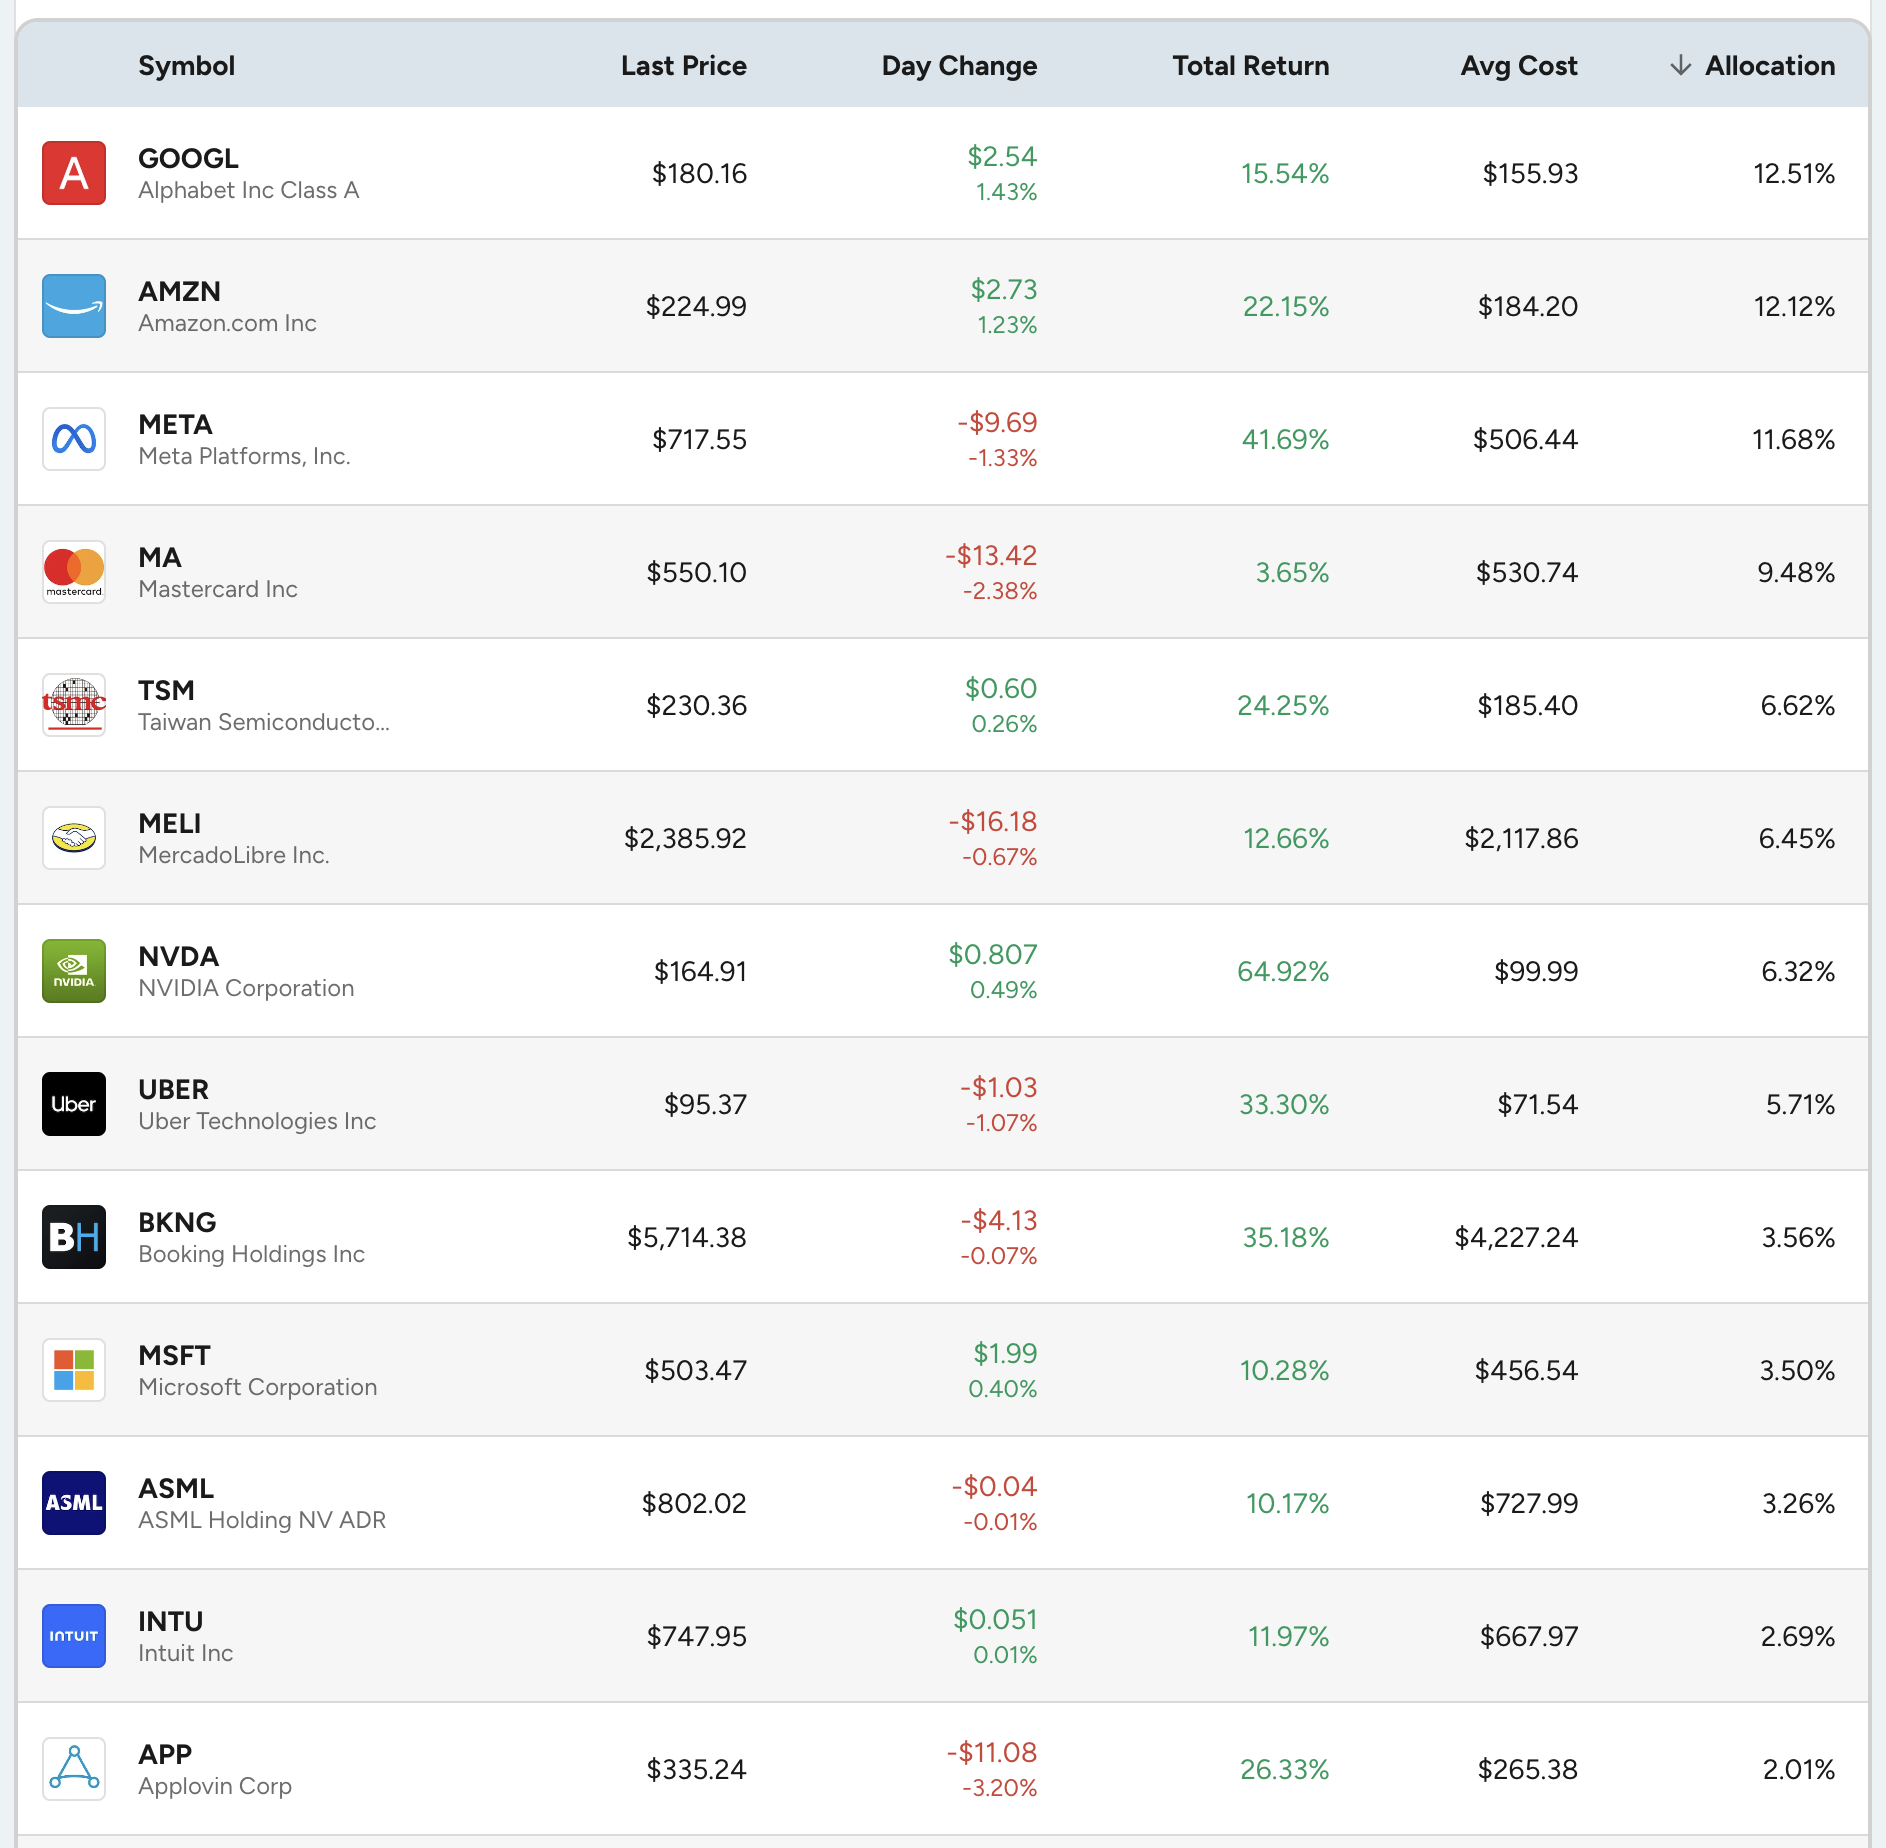 Symbol Last Price Day Change Total Return Avg Cost ↓ Allocation
A
GOOGL
Alphabet Inc Class A
$180.16
$2.54
1.43%
15.54%
$155.93
12.51%
AMZN
Amazon.com Inc
$224.99
$2.73
1.23%
22.15%
$184.20
12.12%
META
Meta Platforms, Inc.
$717.55
-$9.69
-1.33%
41.69%
$506.44
11.68%
mastercard.
MA
Mastercard Inc
$550.10
-$13.42
-2.38%
3.65%
$530.74
9.48%
tsmc
TSM
Taiwan Semiconducto...
$230.36
$0.60
0.26%
24.25%
$185.40
6.62%
MELI
MercadoLibre Inc.
$2,385.92
-$16.18
-0.67%
12.66%
$2,117.86
6.45%
NVIDIA
NVDA
NVIDIA Corporation
$164.91
$0.807
0.49%
64.92%
$99.99
6.32%
Uber
UBER
Uber Technologies Inc
$95.37
-$1.03
-1.07%
33.30%
$71.54
5.71%
BH
BKNG
Booking Holdings Inc
$5,714.38
-$4.13
-0.07%
35.18%
$4,227.24
3.56%
MSFT
Microsoft Corporation
$503.47
$1.99
0.40%
10.28%
$456.54
3.50%
ASML
ASML
ASML Holding NV ADR
$802.02
-$0.04
-0.01%
10.17%
$727.99
3.26%
INTUIT
INTU
Intuit Inc
$747.95
$0.051
0.01%
11.97%
$667.97
2.69%
APP
Applovin Corp
$335.24
-$11.08
-3.20%
26.33%
$265.38
2.01%